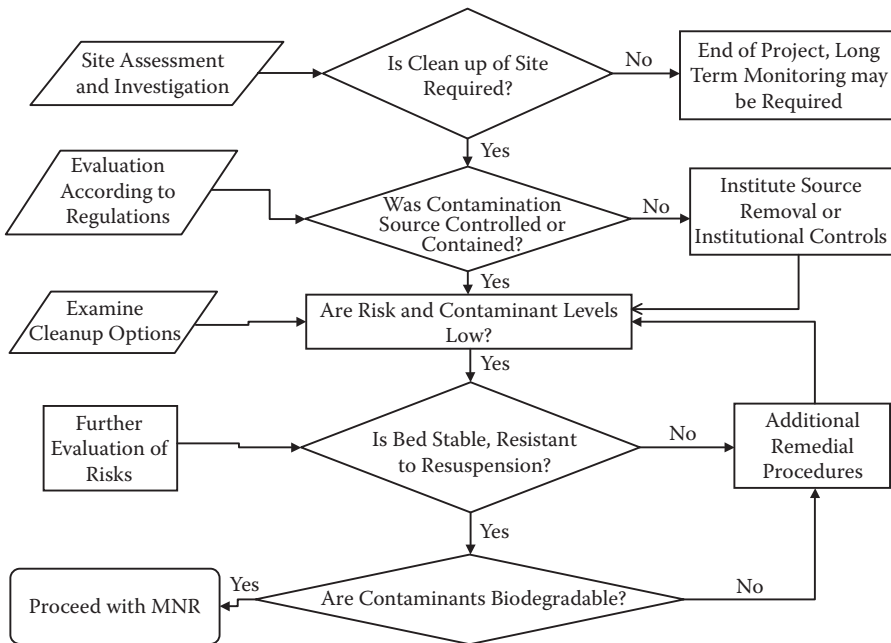 Site Assessment
and Investigation
Is Clean up of Site
Required?
No
End of Project, Long
Term Monitoring may
be Required
Yes
Evaluation
According to
Regulations
Was Contamination
Source Controlled or
Contained?
No
Institute Source
Removal or
Institutional Controls
Yes
Examine
Cleanup Options
Are Risk and Contaminant Levels
Low?
Yes
Further
Evaluation of
Risks
Is Bed Stable, Resistant
to Resuspension?
No
Additional
Remedial
Procedures
Yes
Proceed with MNR
Yes
Are Contaminants Biodegradable?
No